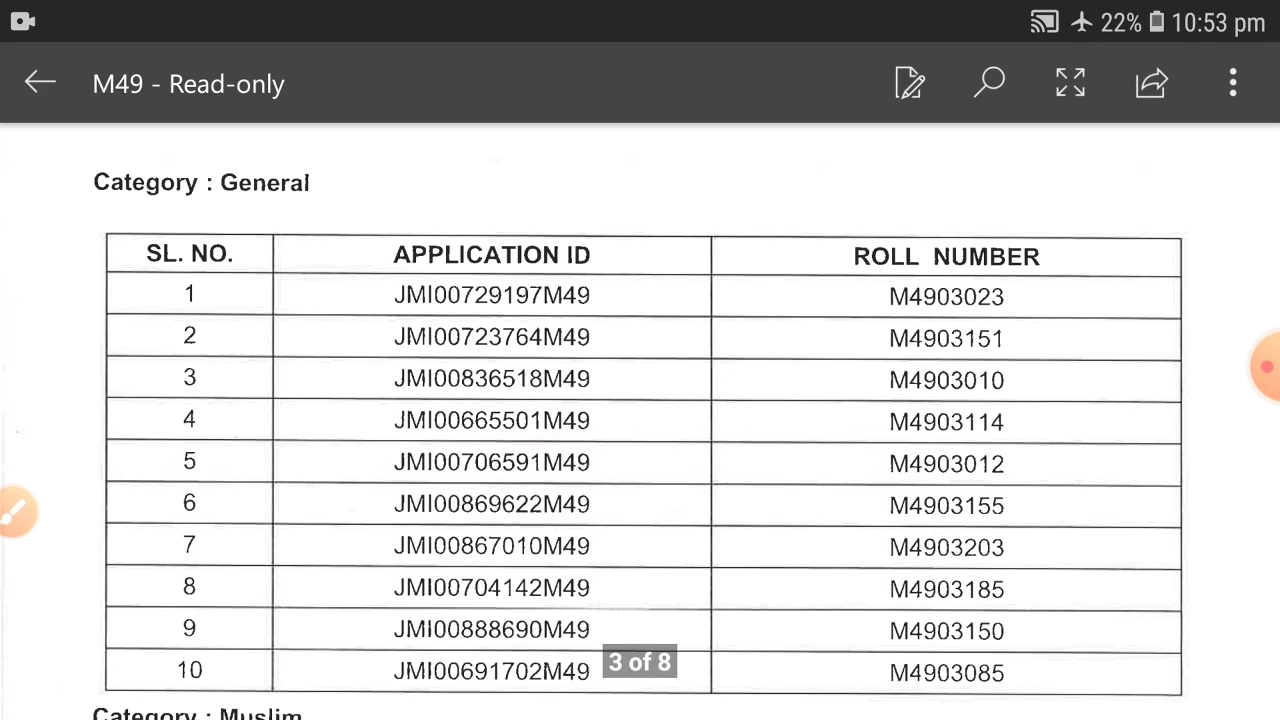 22% 10:53 pm
M49 - Read-only
Category : General
SL. NO. APPLICATION ID ROLL NUMBER
1 JMI00729197M49 M4903023
2 JMI00723764M49 M4903151
3 JMI00836518M49 M4903010
4 JMI00665501M49 M4903114
5 JMI00706591M49 M4903012
6 JMI00869622M49 M4903155
7 JMI00867010M49 M4903203
8 JMI00704142M49 M4903185
9 JMI00888690M49 M4903150
10 JMI00691702M49 M4903085
3 of 8
Category : Muslim